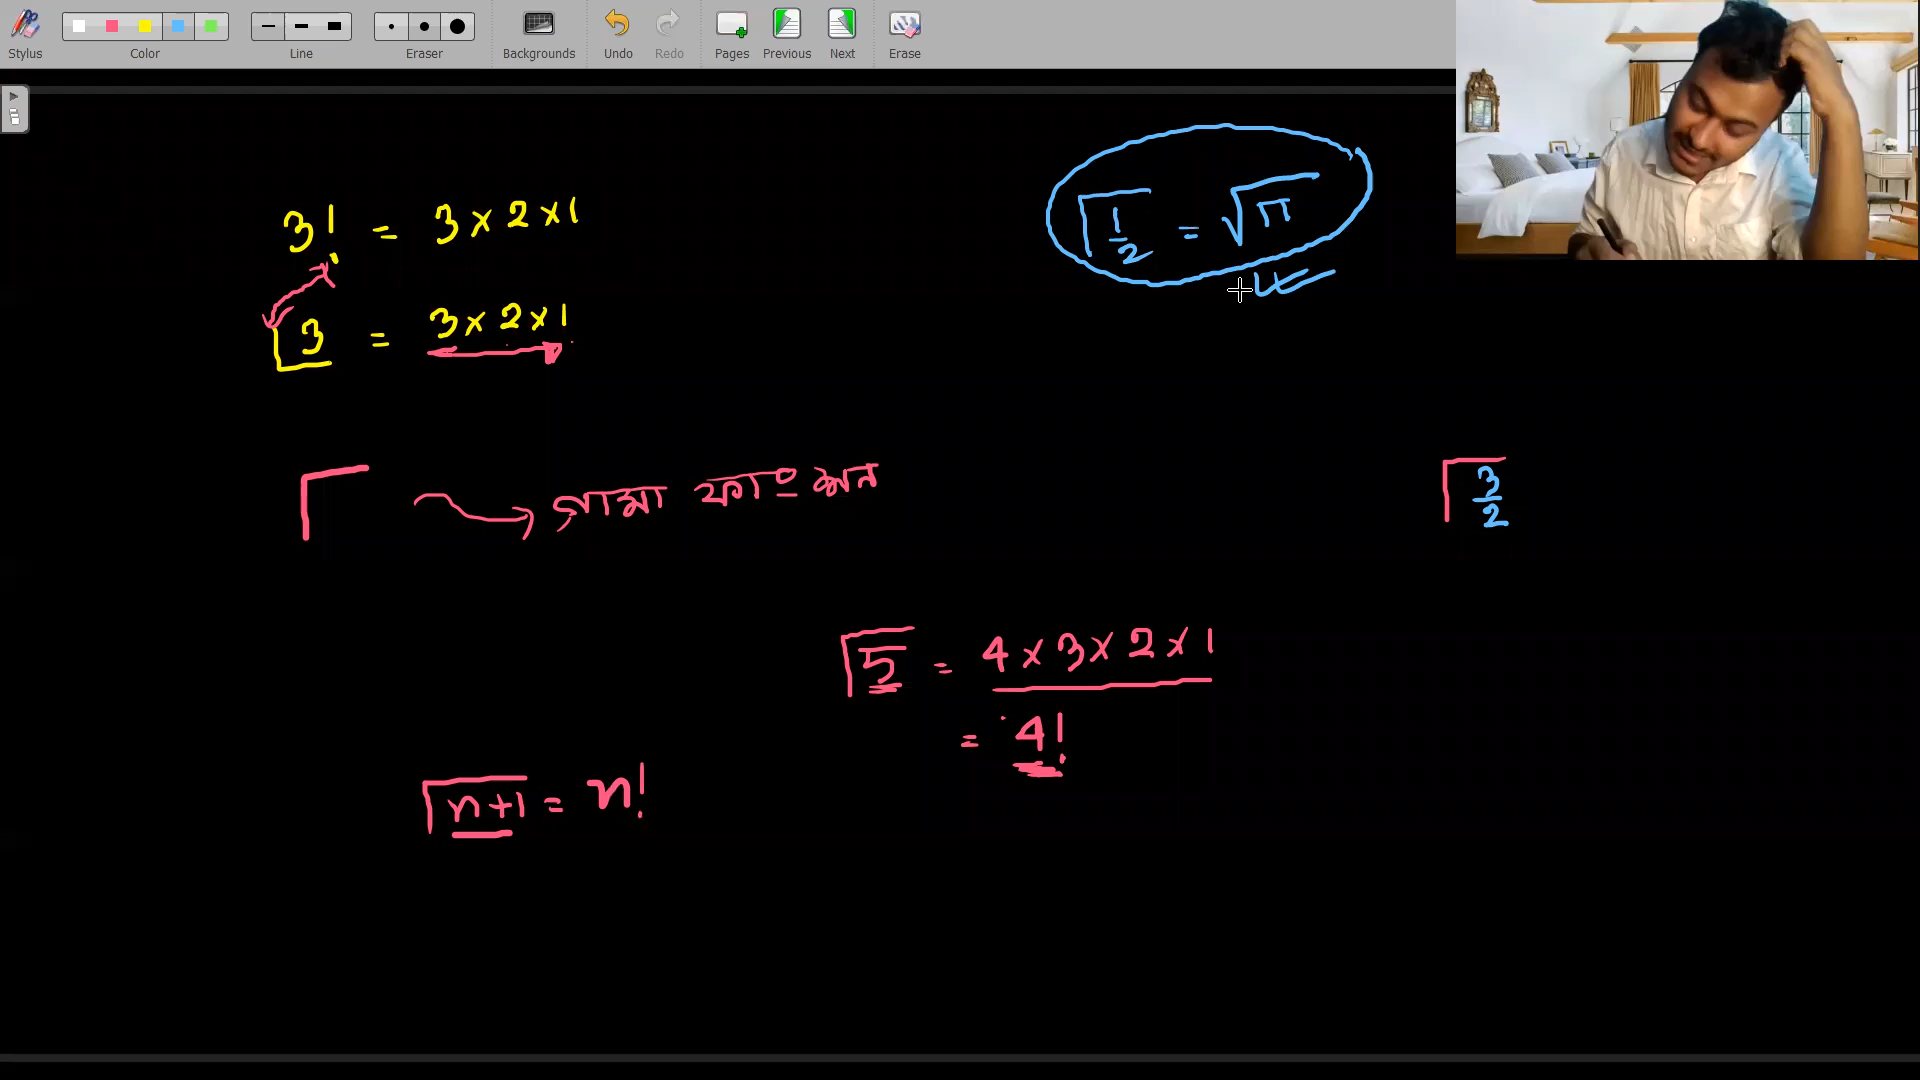 Stylus Color Line Eraser Backgrounds Undo Redo Pages Previous Next Erase
3! = 3 × 2 × 1
Γ1/2 = √π
⌊3 = 3 × 2 × 1
Γ → গামা ফাংশন
Γ3/2
Γ5 = 4 × 3 × 2 × 1
= 4!
Γn+1 = n!